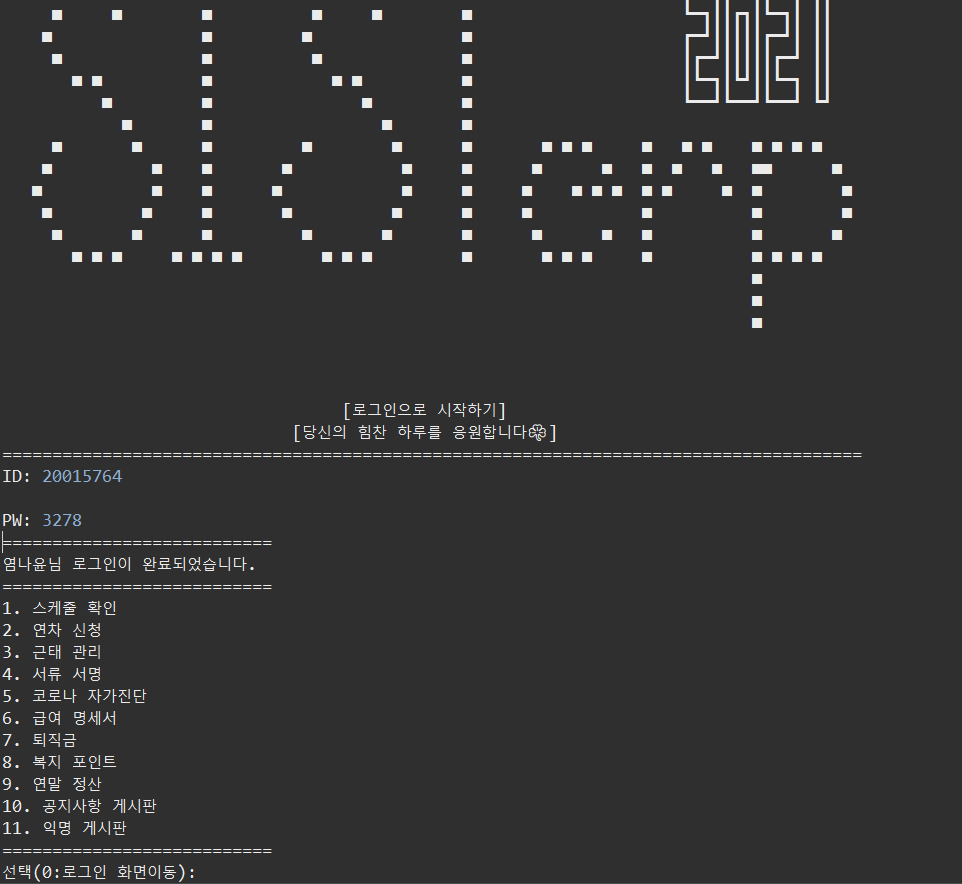 SISI erp
2021
[로그인으로 시작하기]
[당신의 힘찬 하루를 응원합니다🍀]
======================================================================================
ID: 20015764
PW: 3278
===========================
염나윤님 로그인이 완료되었습니다.
===========================
1. 스케줄 확인
2. 연차 신청
3. 근태 관리
4. 서류 서명
5. 코로나 자가진단
6. 급여 명세서
7. 퇴직금
8. 복지 포인트
9. 연말 정산
10. 공지사항 게시판
11. 익명 게시판
===========================
선택(0:로그인 화면이동):